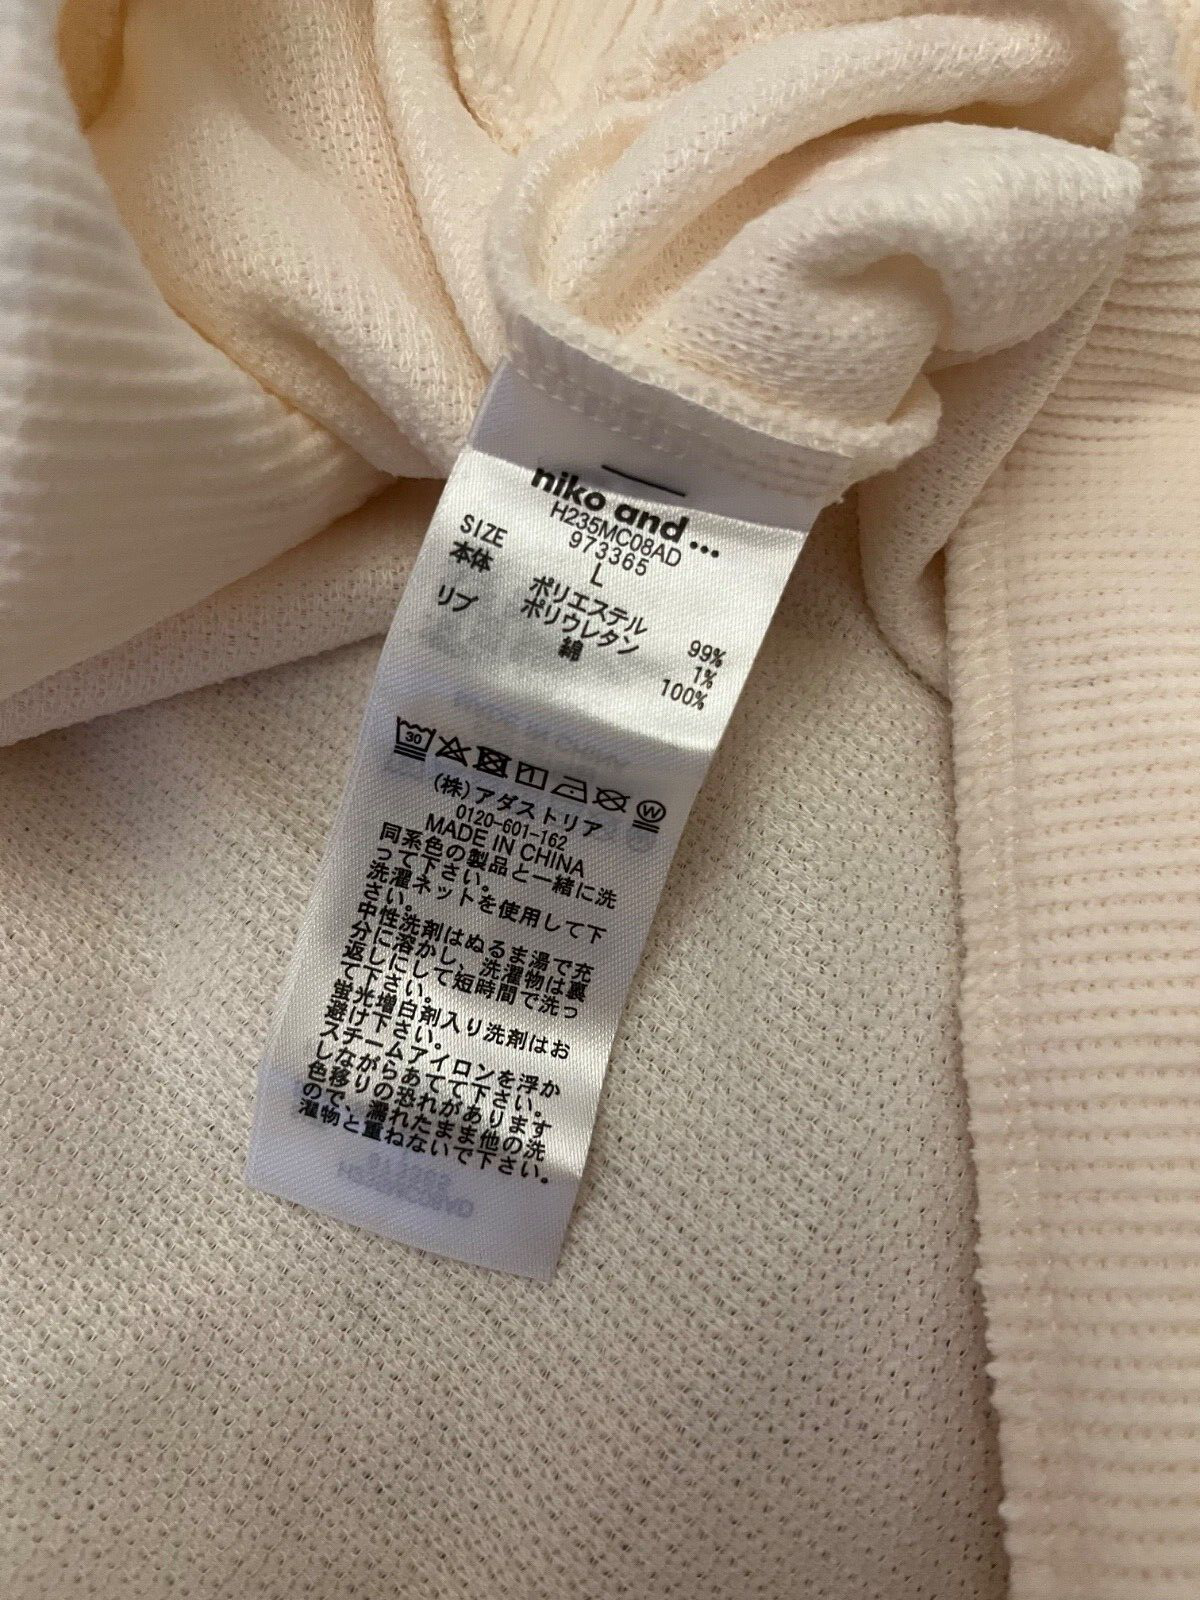 niko and ...
H235MC08AD
973365
SIZE L
本体 ポリエステル 99%
ポリウレタン 1%
リブ 綿 100%
30
W
(株)アダストリア
0120-601-162
MADE IN CHINA
同系色の製品と一緒に洗
って下さい。
洗濯ネットを使用して下
さい。
中性洗剤はぬるま湯で充
分に溶かし、洗濯物は裏
返しにして短時間で洗っ
て下さい。
蛍光増白剤入り洗剤はお
避け下さい。
スチームアイロンを浮か
しながらあてて下さい。
色移りの恐れがあります
ので、濡れたまま他の洗
濯物と重ねないで下さい。